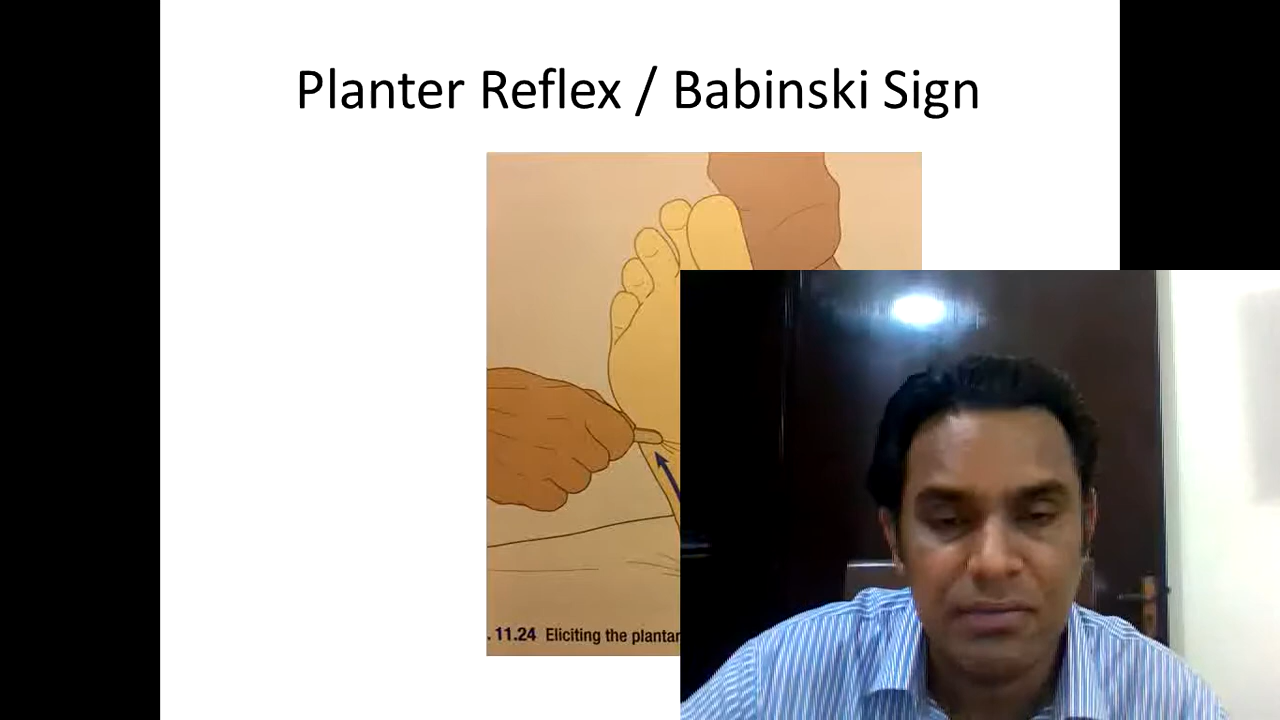 Planter Reflex / Babinski Sign
. 11.24 Eliciting the plantar